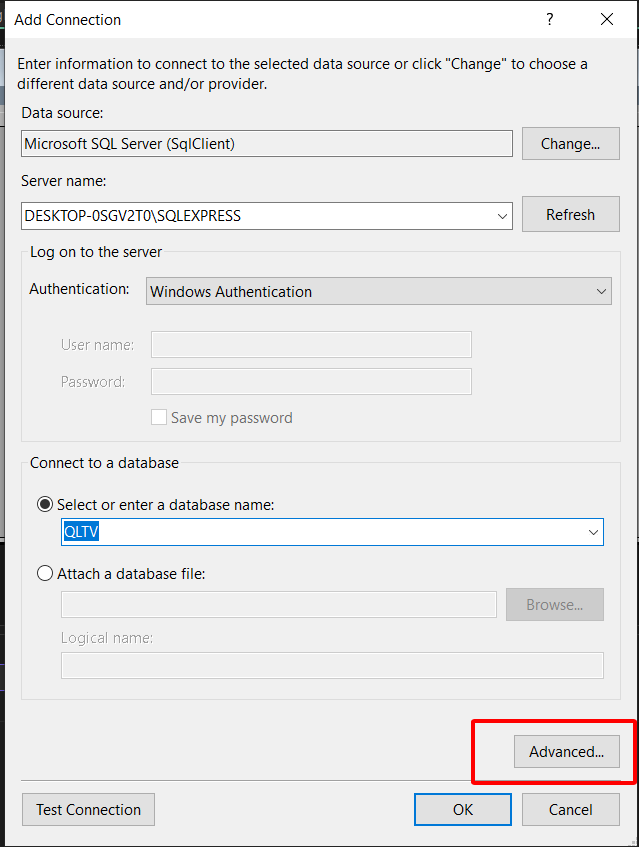 Add Connection
?
Enter information to connect to the selected data source or click "Change" to choose a
different data source and/or provider.
Data source:
Microsoft SQL Server (SqlClient)
Change...
Server name:
DESKTOP-0SGV2T0\SQLEXPRESS
Refresh
Log on to the server
Authentication:
Windows Authentication
User name:
Password:
Save my password
Connect to a database
Select or enter a database name:
QLTV
Attach a database file:
Browse...
Logical name:
Advanced...
Test Connection
OK
Cancel